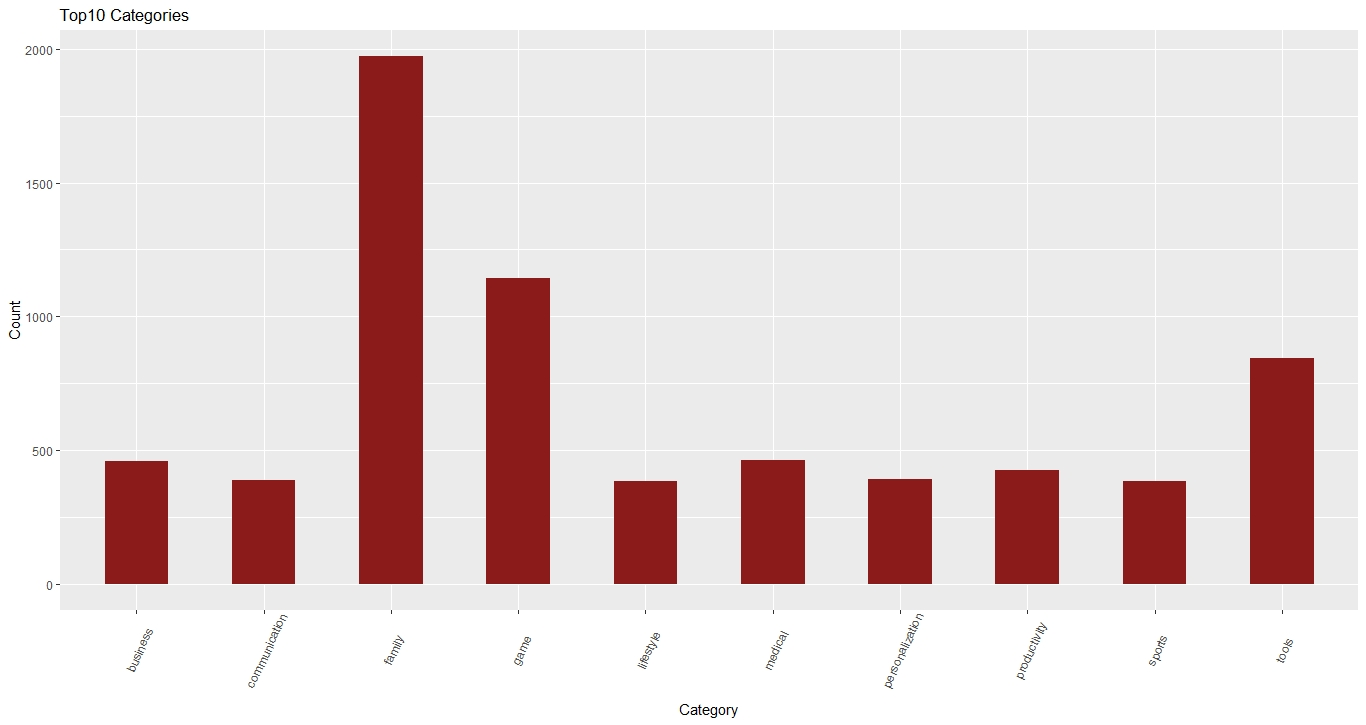 Top10 Categories
2000
1500
1000
500
0
Count
business
communication
family
game
lifestyle
medical
personalization
productivity
sports
tools
Category